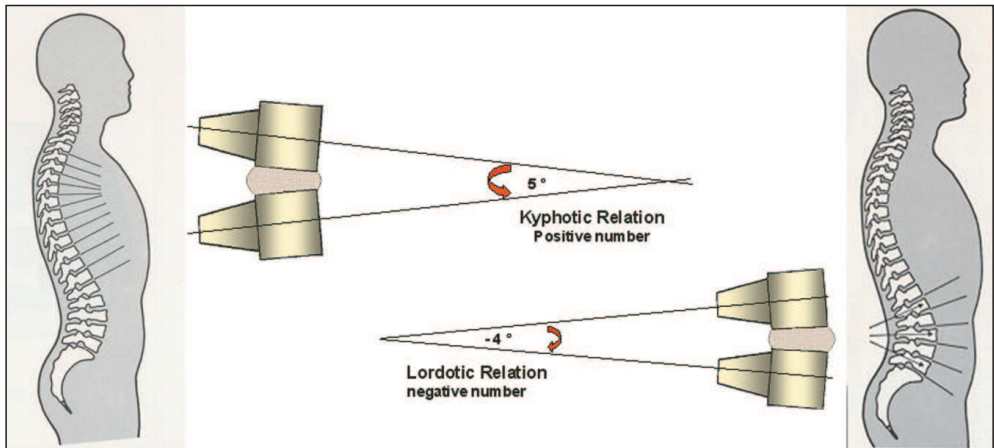 5 °
Kyphotic Relation
Positive number
-4 °
Lordotic Relation
negative number